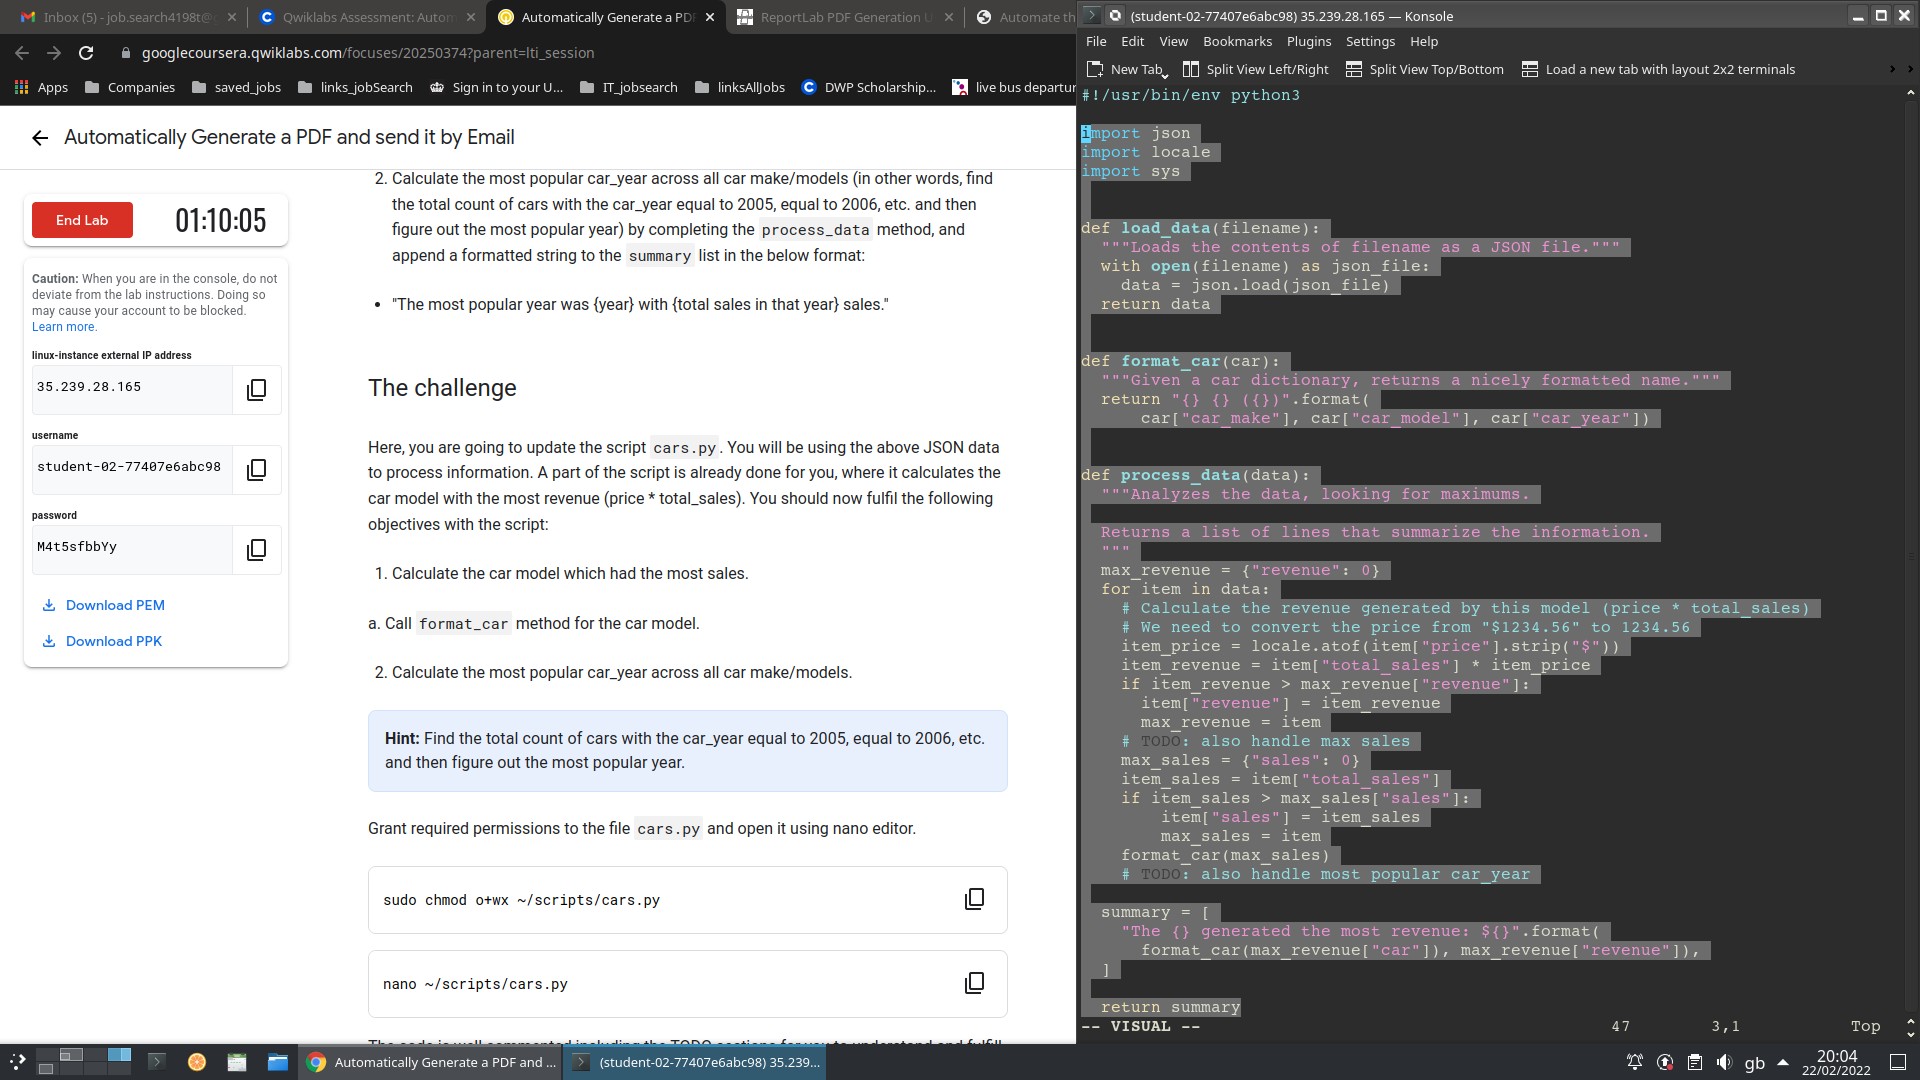 Inbox (5) - job.search4198t@
Qwiklabs Assessment: Autom
Automatically Generate a PDF
ReportLab PDF Generation U
Automate th
googlecoursera.qwiklabs.com/focuses/20250374?parent=lti_session
Apps
Companies
saved_jobs
links_jobSearch
Sign in to your U...
IT_jobsearch
linksAllJobs
DWP Scholarship...
live bus departur
Automatically Generate a PDF and send it by Email
End Lab
01:10:05
Caution: When you are in the console, do not
deviate from the lab instructions. Doing so
may cause your account to be blocked.
Learn more.
linux-instance external IP address
35.239.28.165
username
student-02-77407e6abc98
password
M4t5sfbbYy
Download PEM
Download PPK
2. Calculate the most popular car_year across all car make/models (in other words, find
the total count of cars with the car_year equal to 2005, equal to 2006, etc. and then
figure out the most popular year) by completing the process_data method, and
append a formatted string to the summary list in the below format:
• "The most popular year was {year} with {total sales in that year} sales."
The challenge
Here, you are going to update the script cars.py. You will be using the above JSON data
to process information. A part of the script is already done for you, where it calculates the
car model with the most revenue (price * total_sales). You should now fulfil the following
objectives with the script:
1. Calculate the car model which had the most sales.
a. Call format_car method for the car model.
2. Calculate the most popular car_year across all car make/models.
Hint: Find the total count of cars with the car_year equal to 2005, equal to 2006, etc.
and then figure out the most popular year.
Grant required permissions to the file cars.py and open it using nano editor.
sudo chmod o+wx ~/scripts/cars.py
nano ~/scripts/cars.py
(student-02-77407e6abc98) 35.239.28.165 — Konsole
File Edit View Bookmarks Plugins Settings Help
New Tab
Split View Left/Right
Split View Top/Bottom
Load a new tab with layout 2x2 terminals
#!/usr/bin/env python3
import json
import locale
import sys
def load_data(filename):
"""Loads the contents of filename as a JSON file."""
with open(filename) as json_file:
data = json.load(json_file)
return data
def format_car(car):
"""Given a car dictionary, returns a nicely formatted name."""
return "{} {} ({})".format(
car["car_make"], car["car_model"], car["car_year"])
def process_data(data):
"""Analyzes the data, looking for maximums.
Returns a list of lines that summarize the information.
"""
max_revenue = {"revenue": 0}
for item in data:
# Calculate the revenue generated by this model (price * total_sales)
# We need to convert the price from "$1234.56" to 1234.56
item_price = locale.atof(item["price"].strip("$"))
item_revenue = item["total_sales"] * item_price
if item_revenue > max_revenue["revenue"]:
item["revenue"] = item_revenue
max_revenue = item
# TODO: also handle max sales
max_sales = {"sales": 0}
item_sales = item["total_sales"]
if item_sales > max_sales["sales"]:
item["sales"] = item_sales
max_sales = item
format_car(max_sales)
# TODO: also handle most popular car_year
summary = [
"The {} generated the most revenue: ${}".format(
format_car(max_revenue["car"]), max_revenue["revenue"]),
]
return summary
-- VISUAL --
47
3,1
Top
Automatically Generate a PDF and ...
(student-02-77407e6abc98) 35.239...
gb
20:04
22/02/2022